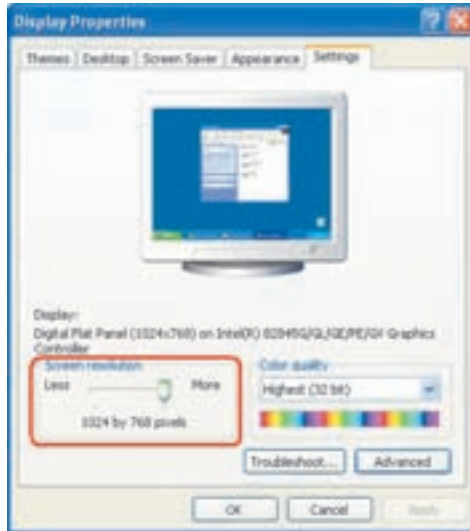 Display Properties
Themes Desktop Screen Saver Appearance Settings
Display:
Digital Flat Panel (1024x768) on Intel(R) 82845G/GL/GE/PE/GV Graphics
Controller
Screen resolution
Less More
1024 by 768 pixels
Color quality
Highest (32 bit)
Troubleshoot... Advanced
OK Cancel Apply